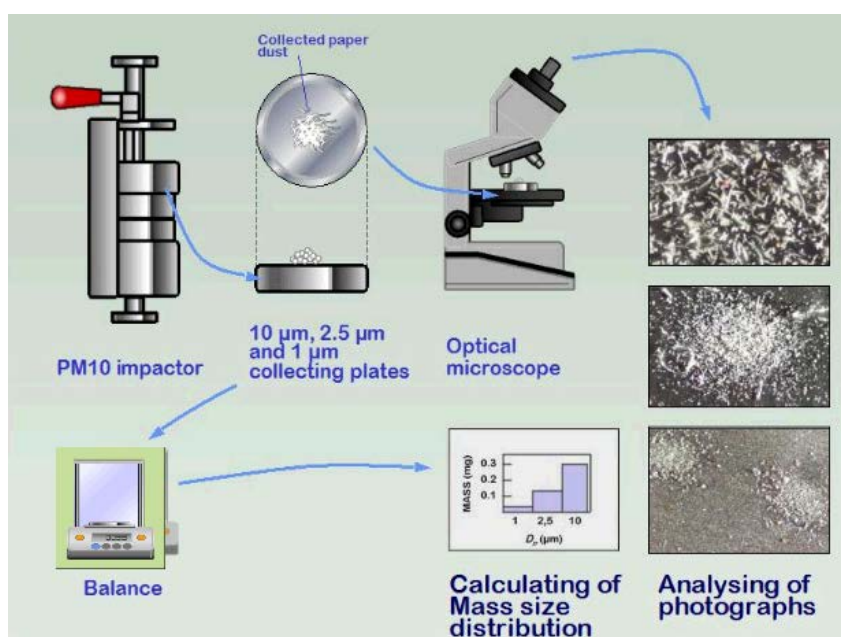 Collected paper
dust
PM10 impactor
10 µm, 2.5 µm
and 1 µm
collecting plates
Optical
microscope
Balance
MASS (mg)
0.3
0.2
0.1
1 2,5 10
Dp (µm)
Calculating of
Mass size
distribution
Analysing of
photographs